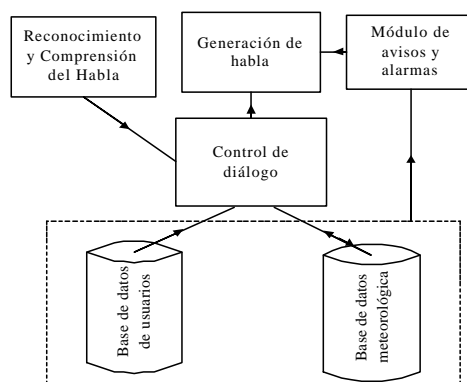 Reconocimiento
y Comprensión
del Habla
Generación de
habla
Módulo de
avisos y
alarmas
Control de
diálogo
Base de datos
de usuarios
Base de datos
meteorológica